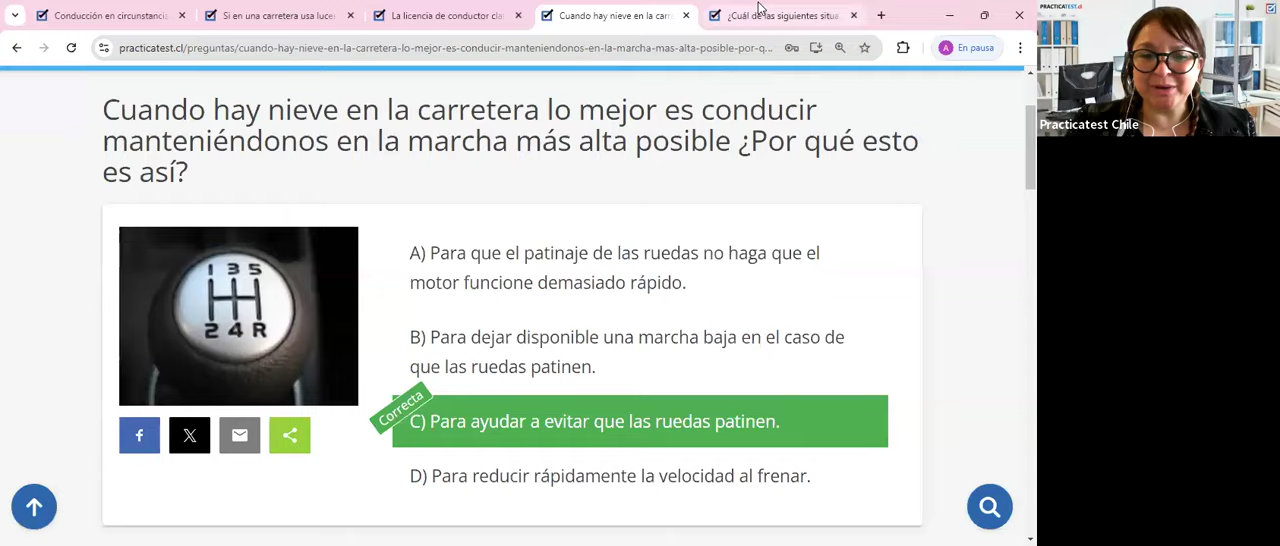 Conducción en circunstancia
Si en una carretera usa luce
La licencia de conductor cla
Cuando hay nieve en la carr
¿Cuál de las siguientes situa
practicatest.cl/preguntas/cuando-hay-nieve-en-la-carretera-lo-mejor-es-conducir-manteniendonos-en-la-marcha-mas-alta-posible-por-q...
A
En pausa
PRACTICATEST.cl
Practicatest Chile
Cuando hay nieve en la carretera lo mejor es conducir
manteniéndonos en la marcha más alta posible ¿Por qué esto
es así?
1 3 5
2 4 R
A) Para que el patinaje de las ruedas no haga que el
motor funcione demasiado rápido.
B) Para dejar disponible una marcha baja en el caso de
que las ruedas patinen.
Correcta
C) Para ayudar a evitar que las ruedas patinen.
D) Para reducir rápidamente la velocidad al frenar.